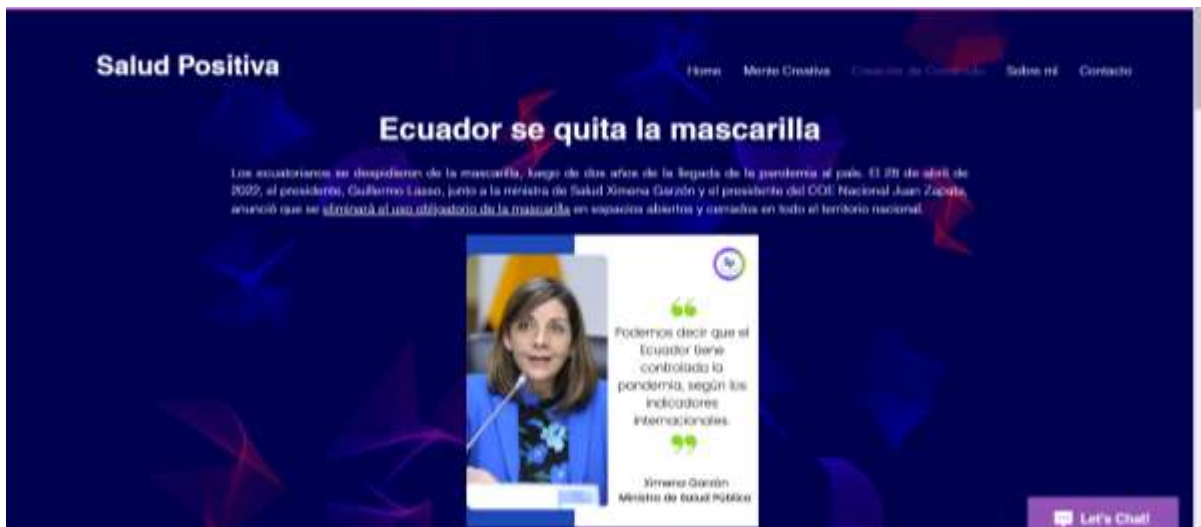 Salud Positiva
Home Mente Creativa Creación de Contenido Sobre mí Contacto
Ecuador se quita la mascarilla
Los ecuatorianos se despidieron de la mascarilla, luego de dos años de la llegada de la pandemia al país. El 28 de abril de
2022, el presidente, Guillermo Lasso, junto a la ministra de Salud Ximena Garzón y el presidente del COE Nacional Juan Zapata,
anunció que se eliminará el uso obligatorio de la mascarilla en espacios abiertos y cerrados en todo el territorio nacional.
Podemos decir que el
Ecuador tiene
controlada la
pandemia, según los
indicadores
internacionales.
Ximena Garzón
Ministra de Salud Pública
Let's Chat!